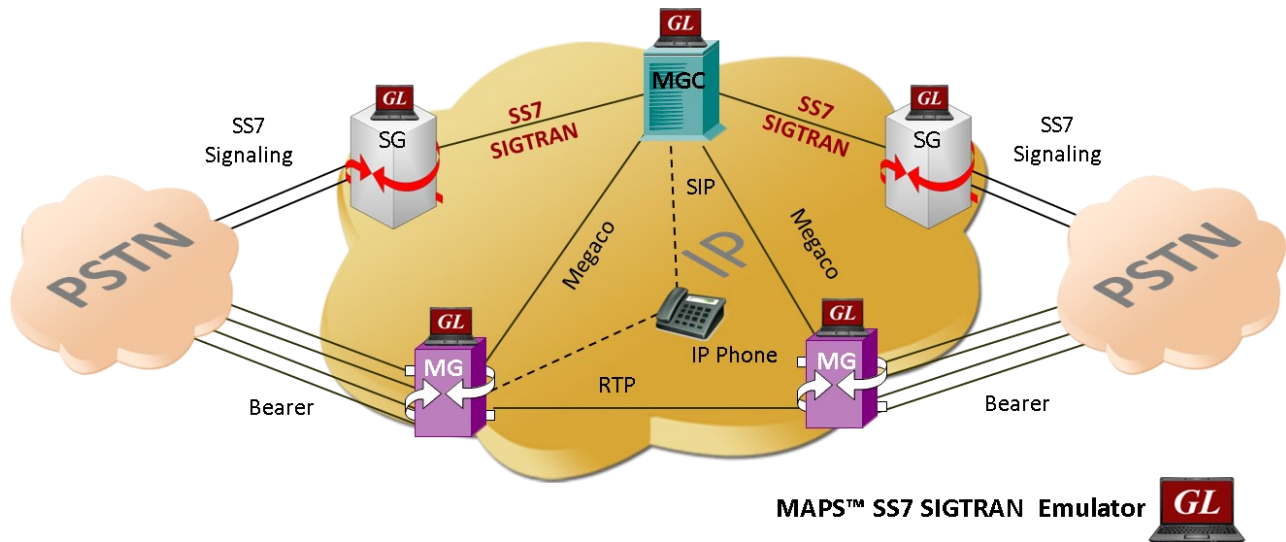 GL
MGC
GL
SG
SS7
SIGTRAN
SS7
SIGTRAN
GL
SG
SS7
Signaling
SS7
Signaling
PSTN
SIP
Megaco
IP
Megaco
PSTN
GL
MG
IP Phone
GL
MG
RTP
Bearer
Bearer
MAPS™ SS7 SIGTRAN Emulator
GL